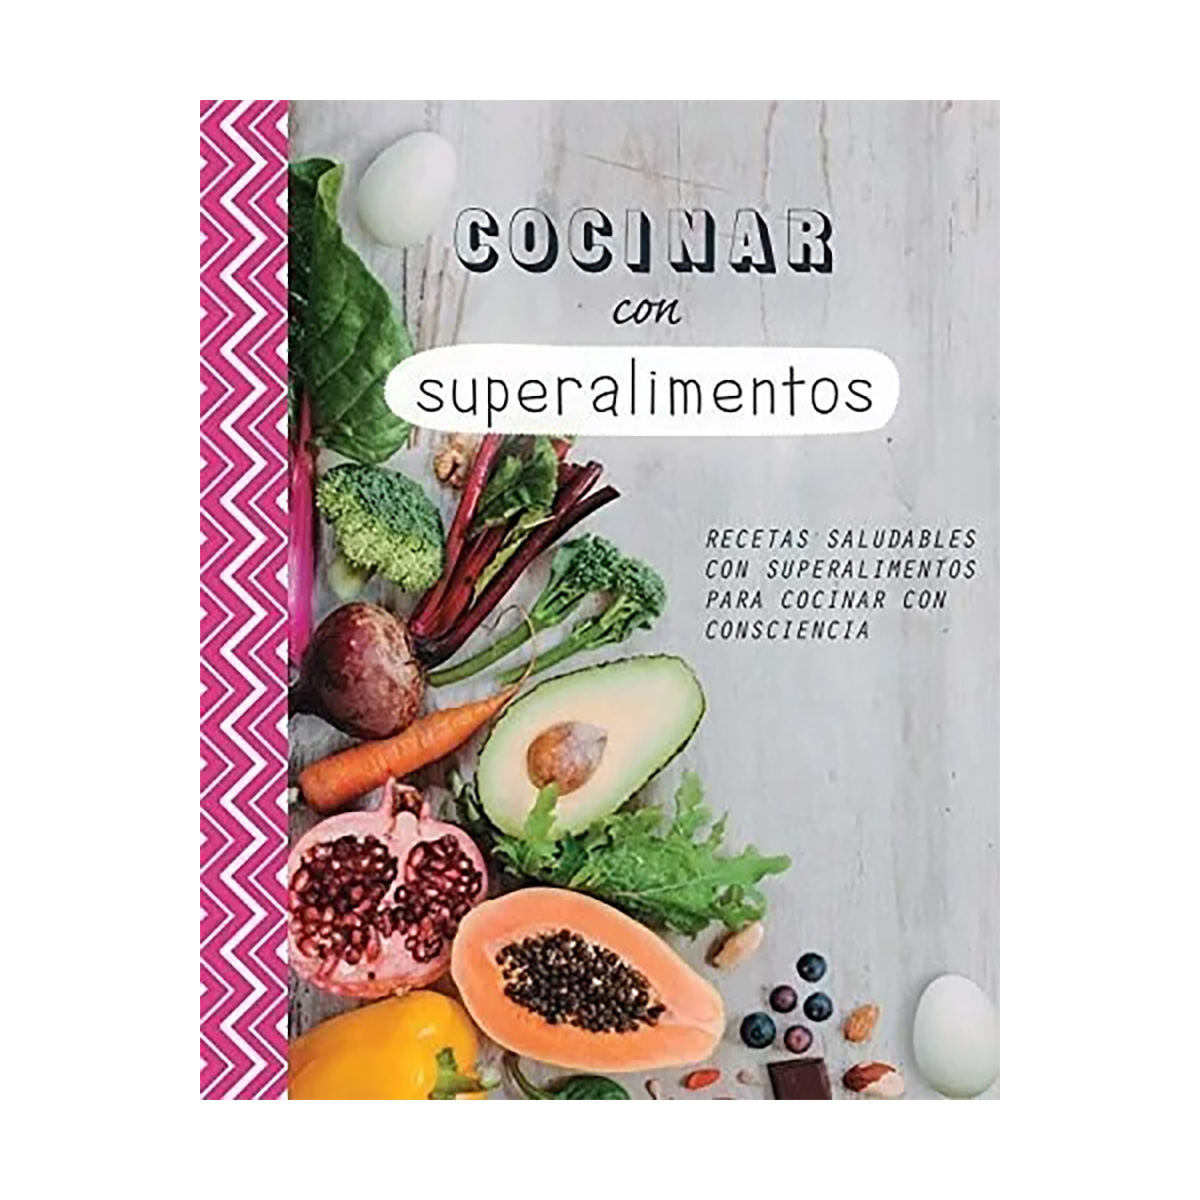 COCINAR
con
superalimentos
RECETAS SALUDABLES
CON SUPERALIMENTOS
PARA COCINAR CON
CONSCIENCIA